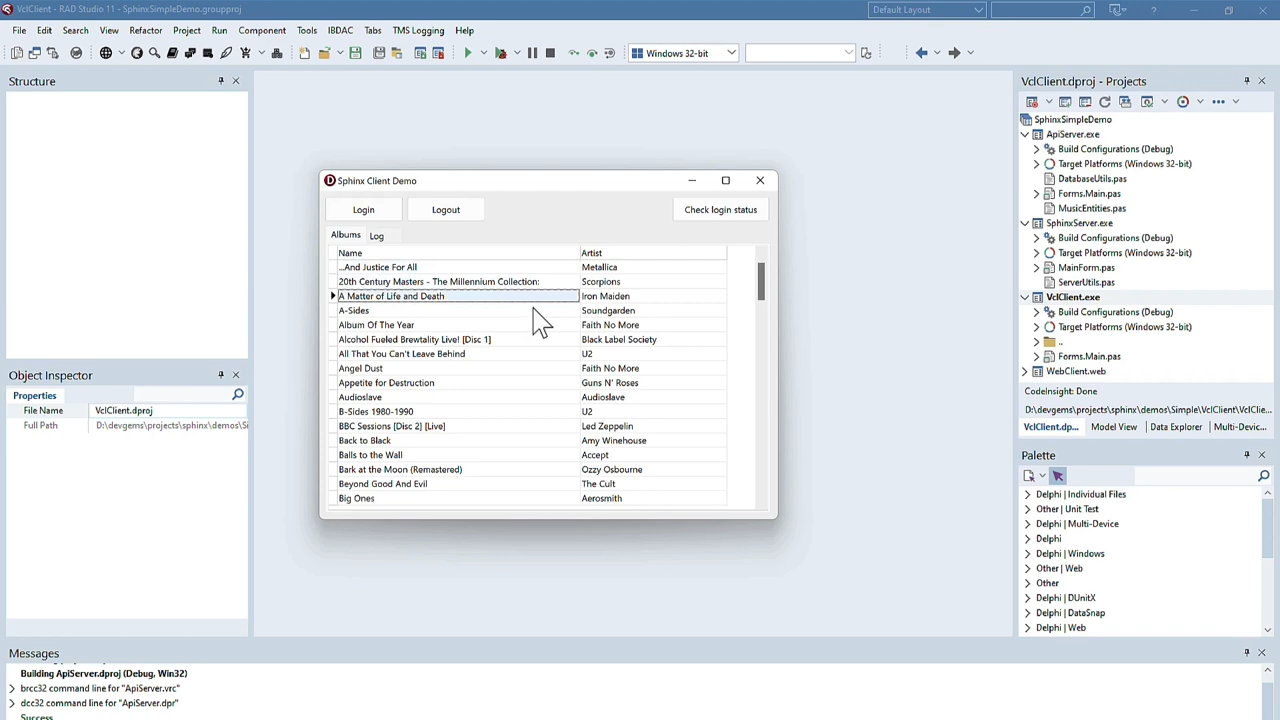 VclClient - RAD Studio 11 - SphinxSimpleDemo.groupproj
Default Layout
File Edit Search View Refactor Project Run Component Tools IBDAC Tabs TMS Logging Help
Windows 32-bit
Structure
Object Inspector
Properties
File Name VclClient.dproj
Full Path D:\devgems\projects\sphinx\demos\Si
Sphinx Client Demo
Login Logout Check login status
Albums Log
Name Artist
...And Justice For All Metallica
20th Century Masters - The Millennium Collection: Scorpions
A Matter of Life and Death Iron Maiden
A-Sides Soundgarden
Album Of The Year Faith No More
Alcohol Fueled Brewtality Live! [Disc 1] Black Label Society
All That You Can't Leave Behind U2
Angel Dust Faith No More
Appetite for Destruction Guns N' Roses
Audioslave Audioslave
B-Sides 1980-1990 U2
BBC Sessions [Disc 2] [Live] Led Zeppelin
Back to Black Amy Winehouse
Balls to the Wall Accept
Bark at the Moon (Remastered) Ozzy Osbourne
Beyond Good And Evil The Cult
Big Ones Aerosmith
VclClient.dproj - Projects
SphinxSimpleDemo
ApiServer.exe
Build Configurations (Debug)
Target Platforms (Windows 32-bit)
DatabaseUtils.pas
Forms.Main.pas
MusicEntities.pas
SphinxServer.exe
Build Configurations (Debug)
Target Platforms (Windows 32-bit)
MainForm.pas
ServerUtils.pas
VclClient.exe
Build Configurations (Debug)
Target Platforms (Windows 32-bit)
..
Forms.Main.pas
WebClient.web
CodeInsight: Done
D:\devgems\projects\sphinx\demos\Simple\VclClient\VclClie...
VclClient.dp... Model View Data Explorer Multi-Devic...
Palette
Delphi | Individual Files
Other | Unit Test
Delphi | Multi-Device
Delphi
Delphi | Windows
Other | Web
Other
Delphi | DUnitX
Delphi | DataSnap
Delphi | Web
Messages
Building ApiServer.dproj (Debug, Win32)
brcc32 command line for "ApiServer.vrc"
dcc32 command line for "ApiServer.dpr"
Success